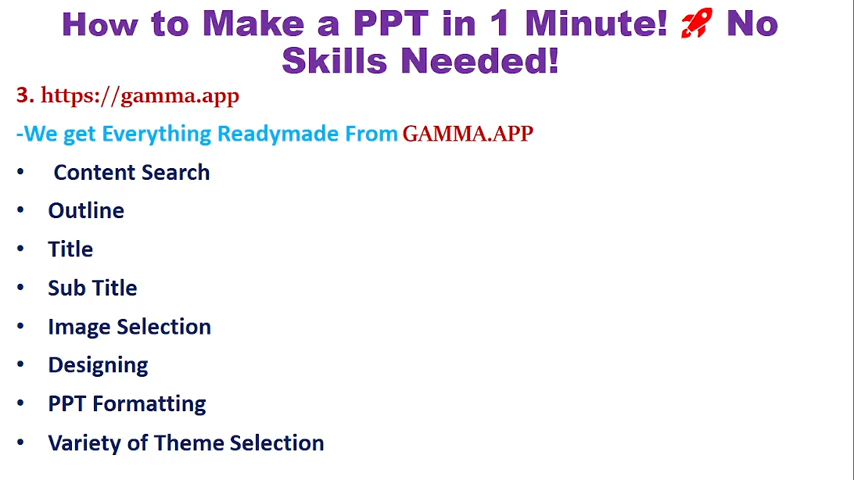 How to Make a PPT in 1 Minute! 🚀 No
Skills Needed!
3. https://gamma.app
-We get Everything Readymade From GAMMA.APP
• Content Search
• Outline
• Title
• Sub Title
• Image Selection
• Designing
• PPT Formatting
• Variety of Theme Selection